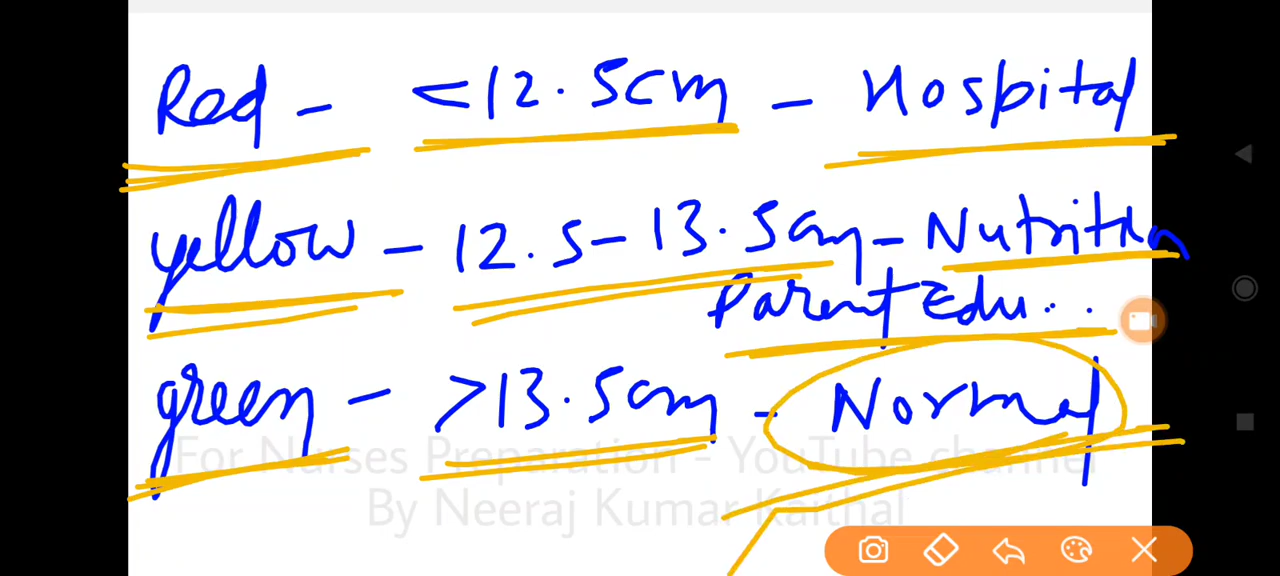 Red - <12.5cm - Hospital
yellow - 12.5-13.5cm - Nutrition
Parent Edu...
green - >13.5cm - Normal
For Nurses Preparation - YouTube channel
By Neeraj Kumar Kaithal